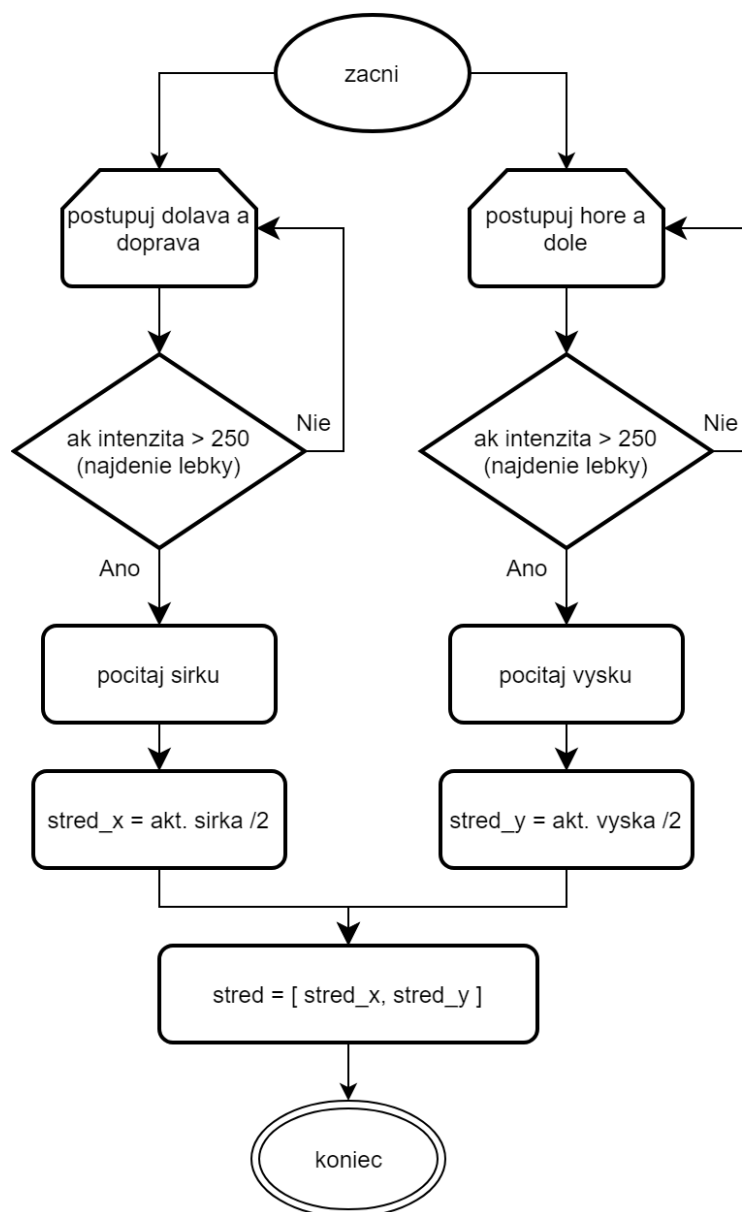 zacni
postupuj dolava a
doprava
postupuj hore a
dole
ak intenzita > 250
(najdenie lebky)
Nie
ak intenzita > 250
(najdenie lebky)
Nie
Ano
Ano
pocitaj sirku
pocitaj vysku
stred_x = akt. sirka /2
stred_y = akt. vyska /2
stred = [ stred_x, stred_y ]
koniec